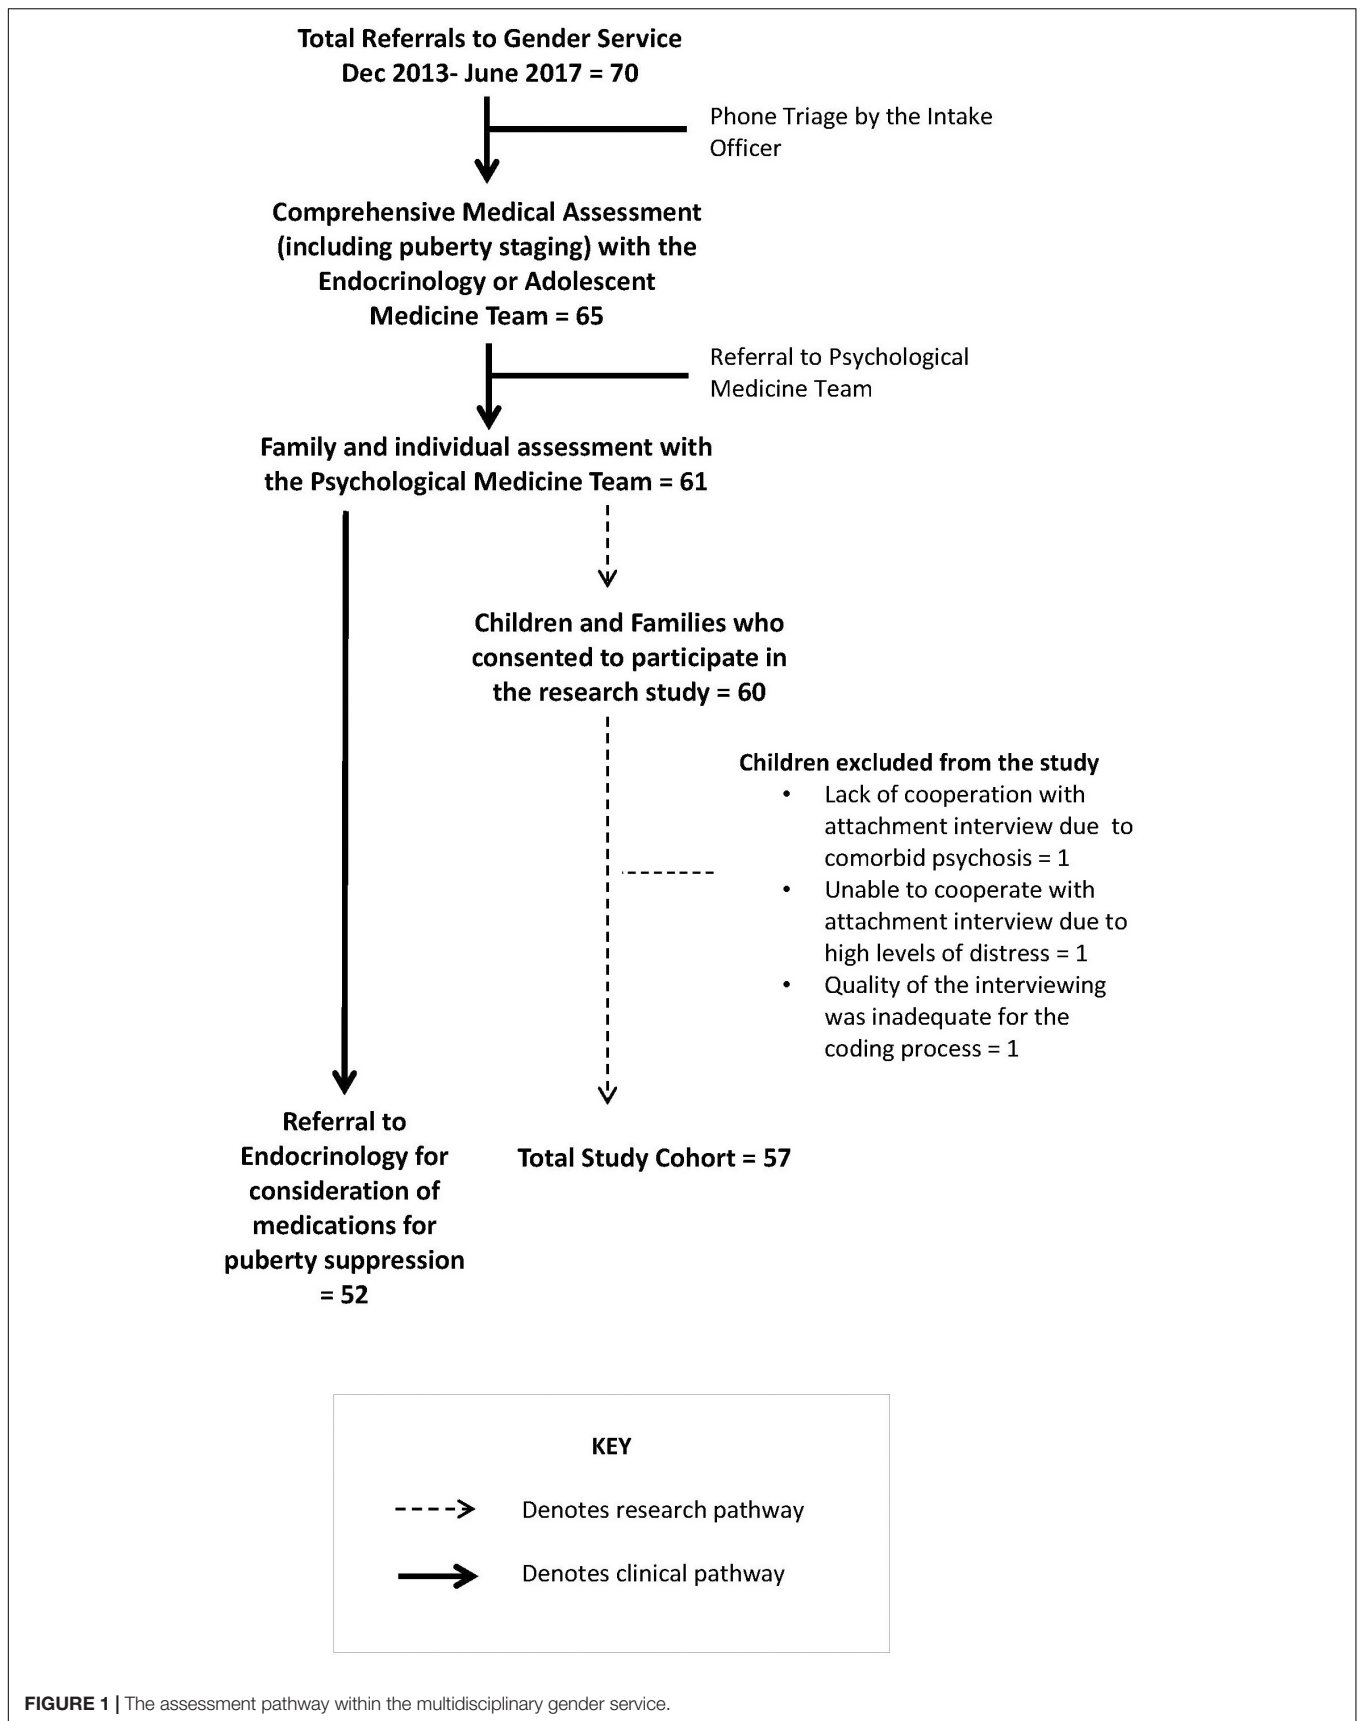 Total Referrals to Gender Service
Dec 2013- June 2017 = 70
Phone Triage by the Intake
Officer
Comprehensive Medical Assessment
(including puberty staging) with the
Endocrinology or Adolescent
Medicine Team = 65
Referral to Psychological
Medicine Team
Family and individual assessment with
the Psychological Medicine Team = 61
Children and Families who
consented to participate in
the research study = 60
Children excluded from the study
• Lack of cooperation with
attachment interview due to
comorbid psychosis = 1
• Unable to cooperate with
attachment interview due to
high levels of distress = 1
• Quality of the interviewing
was inadequate for the
coding process = 1
Referral to
Endocrinology for
consideration of
medications for
puberty suppression
= 52
Total Study Cohort = 57
KEY
Denotes research pathway
Denotes clinical pathway
FIGURE 1 | The assessment pathway within the multidisciplinary gender service.